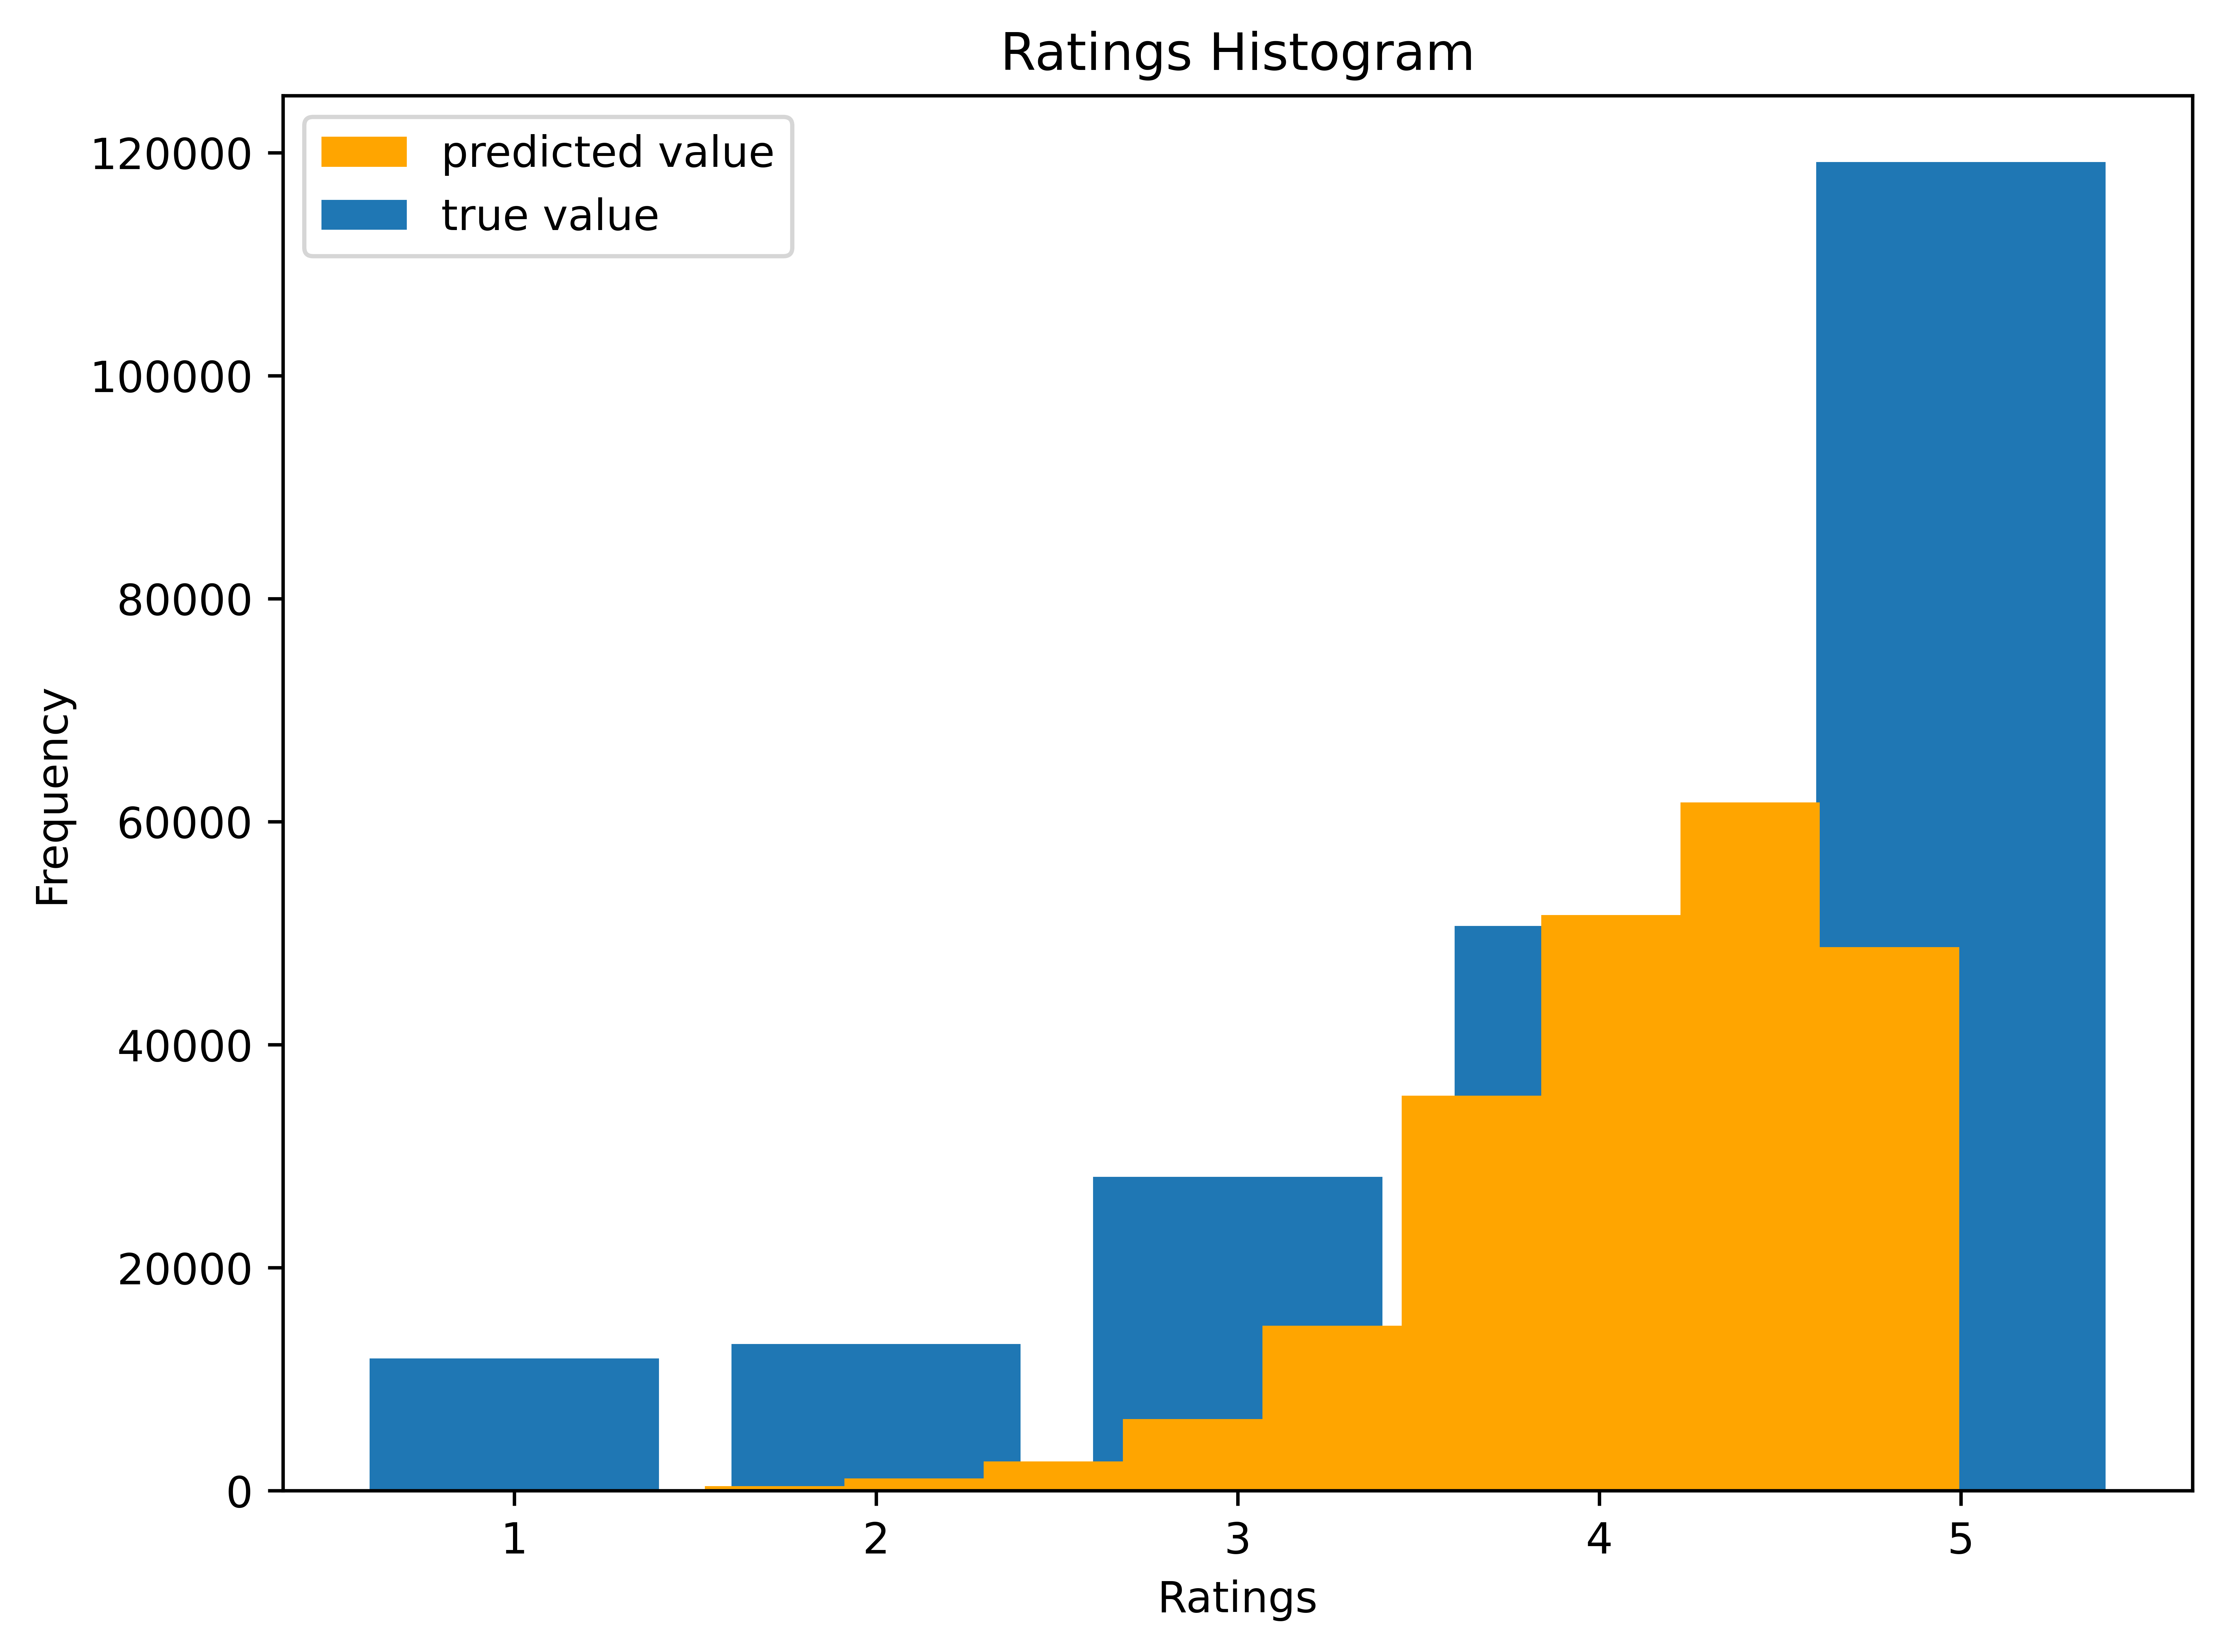 Ratings Histogram
predicted value
true value
120000
100000
80000
60000
40000
20000
0
Frequency
1 2 3 4 5
Ratings